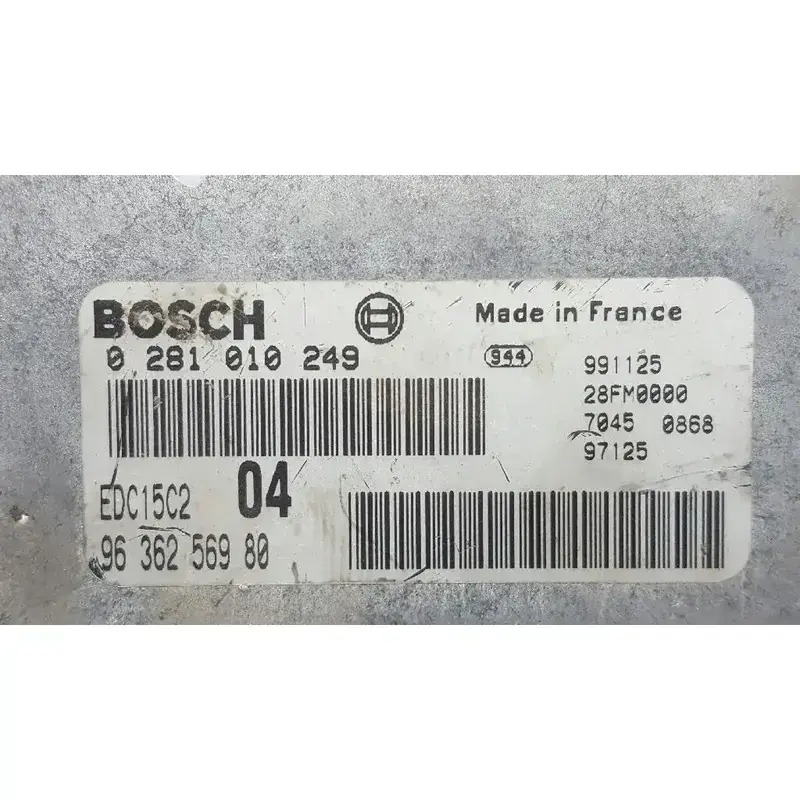 BOSCH
Made in France
0 281 010 249
944
991125
28FM0000
7045 0868
97125
EDC15C2
04
96 362 569 80